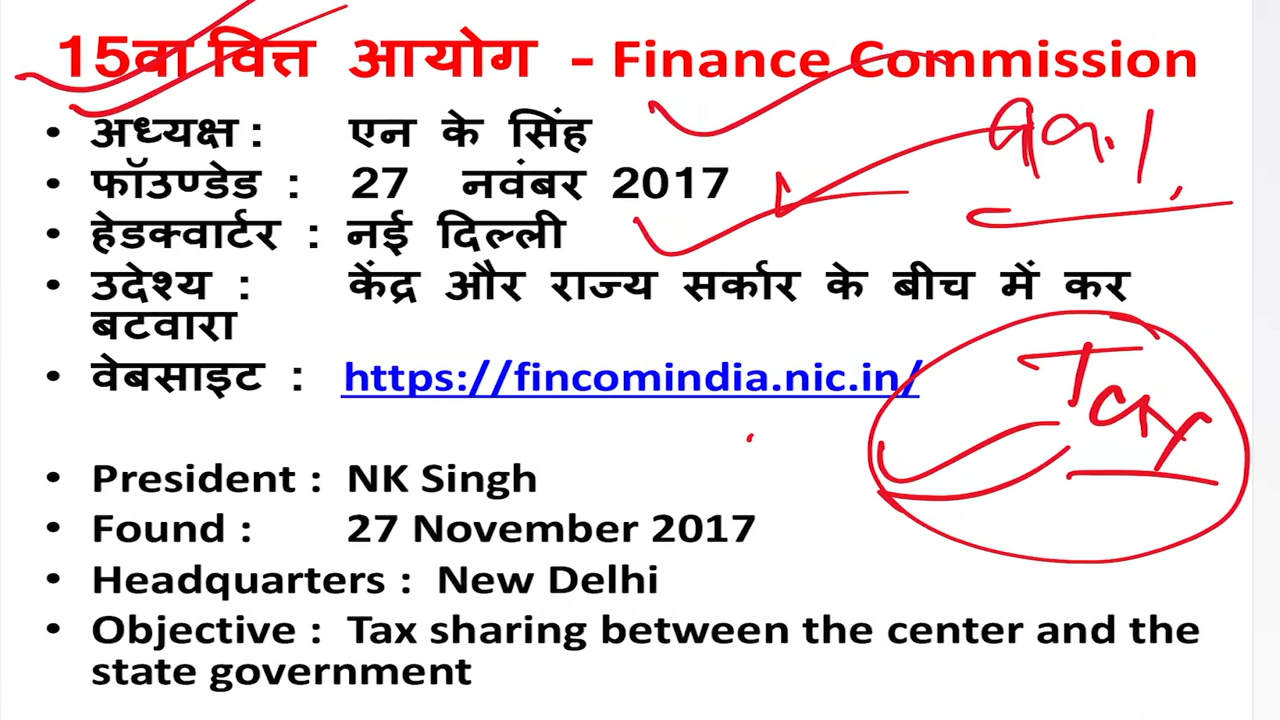 15वा वित्त आयोग - Finance Commission
• अध्यक्ष : एन के सिंह
• फॉउण्डेड : 27 नवंबर 2017
• हेडक्वार्टर : नई दिल्ली
• उदेश्य : केंद्र और राज्य सर्कार के बीच में कर
बटवारा
• वेबसाइट : https://fincomindia.nic.in/
Tax
• President : NK Singh
• Found : 27 November 2017
• Headquarters : New Delhi
• Objective : Tax sharing between the center and the
state government